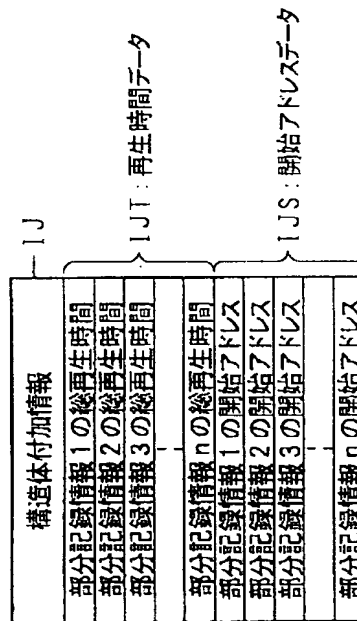 構造体付加情報
IJ
部分記録情報1の総再生時間
部分記録情報2の総再生時間
部分記録情報3の総再生時間
部分記録情報nの総再生時間
IJT:再生時間データ
部分記録情報1の開始アドレス
部分記録情報2の開始アドレス
部分記録情報3の開始アドレス
部分記録情報nの開始アドレス
IJS:開始アドレスデータ